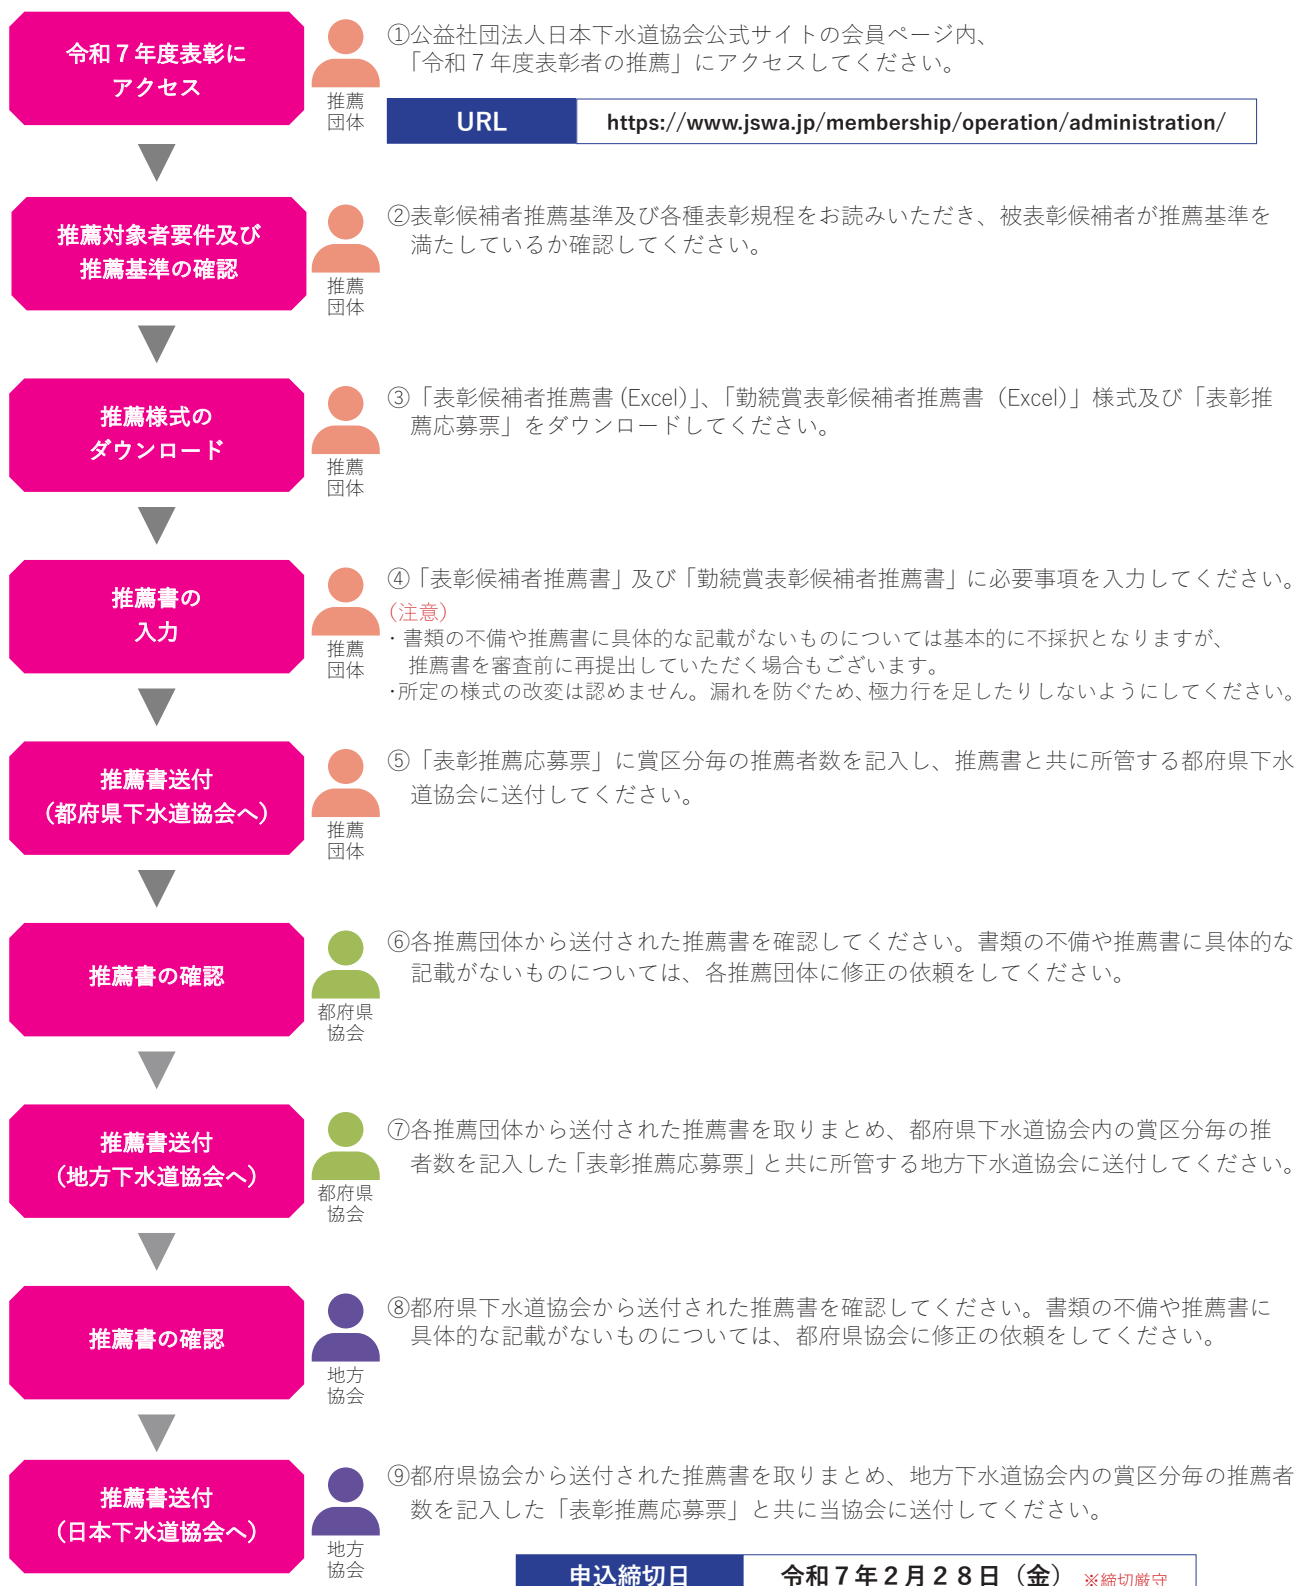 令和７年度表彰に
アクセス
推薦
団体
①公益社団法人日本下水道協会公式サイトの会員ページ内、
「令和７年度表彰者の推薦」にアクセスしてください。
URL https://www.jswa.jp/membership/operation/administration/
推薦対象者要件及び
推薦基準の確認
推薦
団体
②表彰候補者推薦基準及び各種表彰規程をお読みいただき、被表彰候補者が推薦基準を
満たしているか確認してください。
推薦様式の
ダウンロード
推薦
団体
③「表彰候補者推薦書(Excel)」、「勤続賞表彰候補者推薦書（Excel)」様式及び「表彰推
薦応募票」をダウンロードしてください。
推薦書の
入力
推薦
団体
④「表彰候補者推薦書」及び「勤続賞表彰候補者推薦書」に必要事項を入力してください。
（注意）
・書類の不備や推薦書に具体的な記載がないものについては基本的に不採択となりますが、
推薦書を審査前に再提出していただく場合もございます。
・所定の様式の改変は認めません。漏れを防ぐため、極力行を足したりしないようにしてください。
推薦書送付
（都府県下水道協会へ）
推薦
団体
⑤「表彰推薦応募票」に賞区分毎の推薦者数を記入し、推薦書と共に所管する都府県下水
道協会に送付してください。
推薦書の確認
都府県
協会
⑥各推薦団体から送付された推薦書を確認してください。書類の不備や推薦書に具体的な
記載がないものについては、各推薦団体に修正の依頼をしてください。
推薦書送付
（地方下水道協会へ）
都府県
協会
⑦各推薦団体から送付された推薦書を取りまとめ、都府県下水道協会内の賞区分毎の推
者数を記入した「表彰推薦応募票」と共に所管する地方下水道協会に送付してください。
推薦書の確認
地方
協会
⑧都府県下水道協会から送付された推薦書を確認してください。書類の不備や推薦書に
具体的な記載がないものについては、都府県協会に修正の依頼をしてください。
推薦書送付
（日本下水道協会へ）
地方
協会
⑨都府県協会から送付された推薦書を取りまとめ、地方下水道協会内の賞区分毎の推薦者
数を記入した「表彰推薦応募票」と共に当協会に送付してください。
申込締切日 令和７年２月２８日（金） ※締切厳守